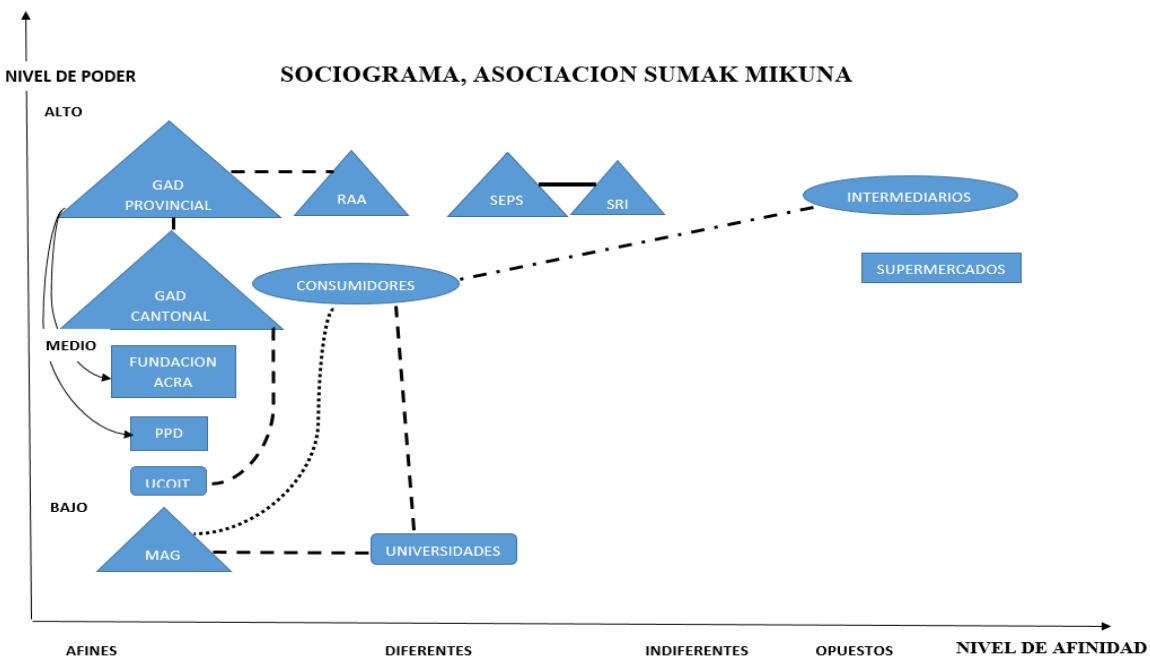 NIVEL DE PODER
SOCIOGRAMA, ASOCIACION SUMAK MIKUNA
ALTO
GAD
PROVINCIAL
RAA
SEPS
SRI
INTERMEDIARIOS
GAD
CANTONAL
CONSUMIDORES
SUPERMERCADOS
MEDIO
FUNDACION
ACRA
PPD
UCOIT
BAJO
MAG
UNIVERSIDADES
AFINES
DIFERENTES
INDIFERENTES
OPUESTOS
NIVEL DE AFINIDAD